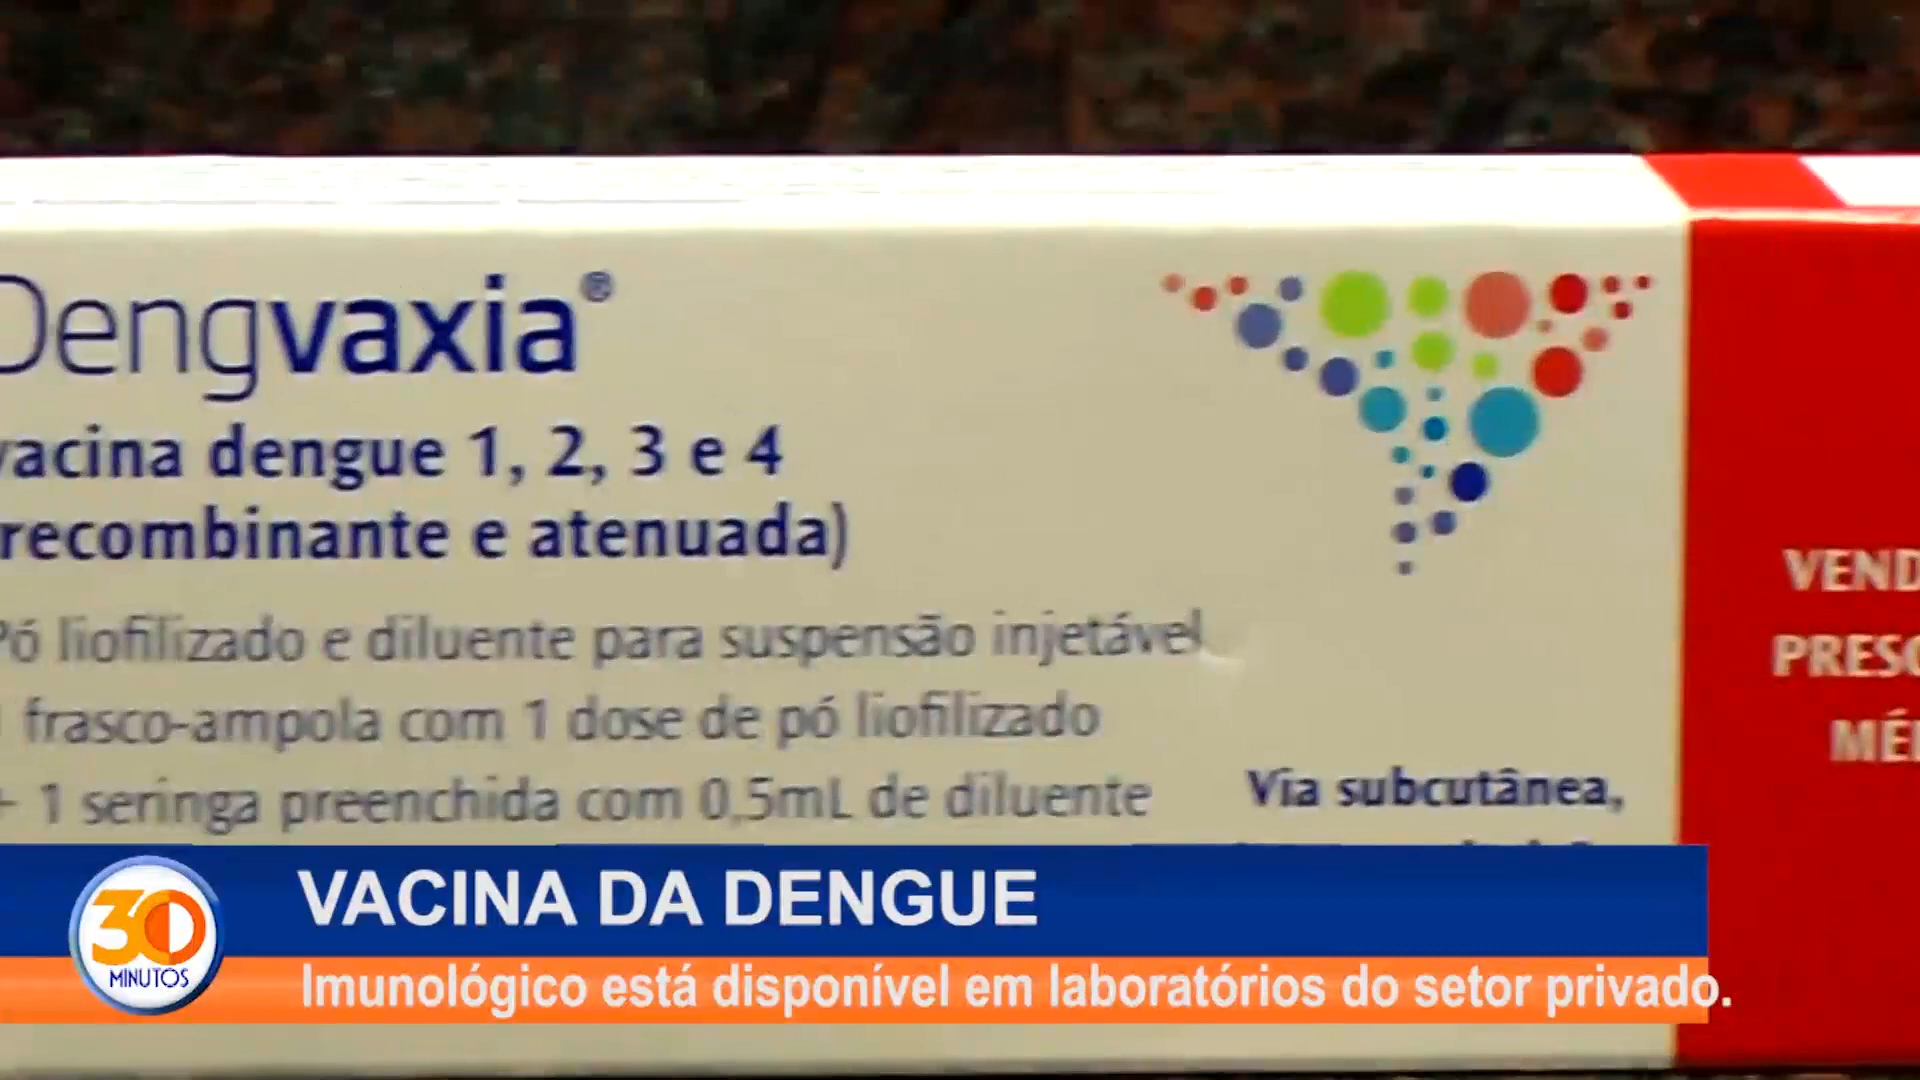 Dengvaxia®
vacina dengue 1, 2, 3 e 4
(recombinante e atenuada)
Pó liofilizado e diluente para suspensão injetável
frasco-ampola com 1 dose de pó liofilizado
+ 1 seringa preenchida com 0,5mL de diluente
Via subcutânea,
VEND
PRESC
MÉ
VACINA DA DENGUE
30
MINUTOS
Imunológico está disponível em laboratórios do setor privado.